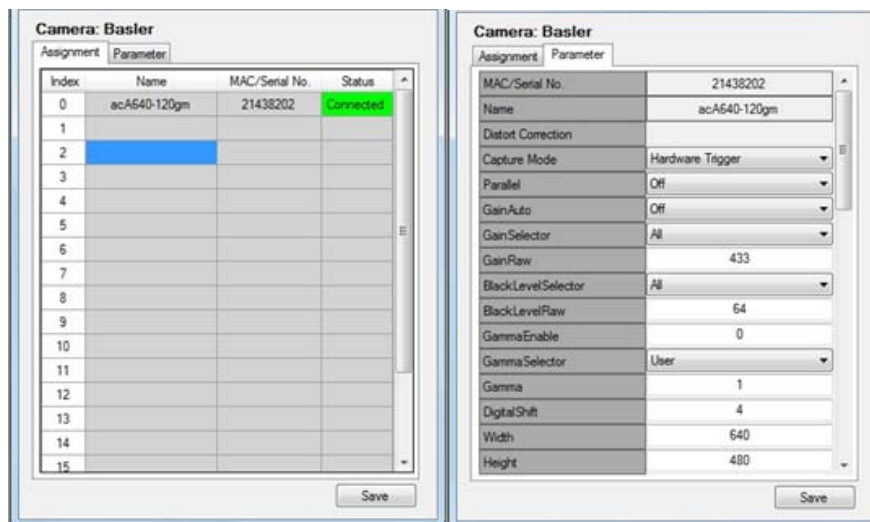 Camera: Basler
Assignment Parameter
Index Name MAC/Serial No. Status
0 acA640-120gm 21438202 Connected
1
2
3
4
5
6
7
8
9
10
11
12
13
14
15
Save
Camera: Basler
Assignment Parameter
MAC/Serial No. 21438202
Name acA640-120gm
Distort Correction
Capture Mode Hardware Trigger
Parallel Off
GainAuto Off
GainSelector All
GainRaw 433
BlackLevelSelector All
BlackLevelRaw 64
GammaEnable 0
GammaSelector User
Gamma 1
DigitalShift 4
Width 640
Height 480
Save